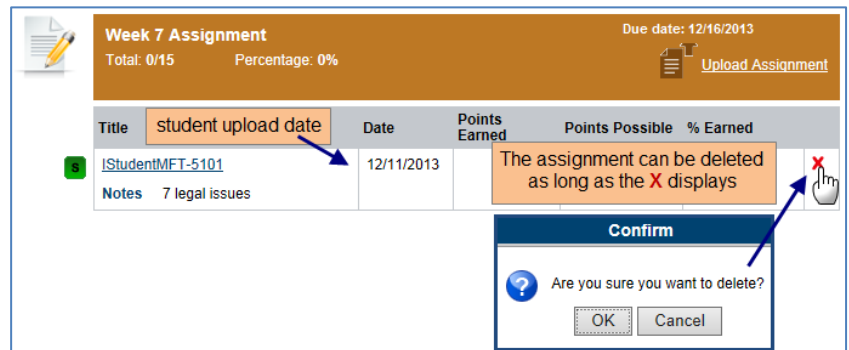 Week 7 Assignment
Due date: 12/16/2013
Total: 0/15 Percentage: 0%
T
Upload Assignment
Title student upload date Date Points Earned Points Possible % Earned
S IStudentMFT-5101 12/11/2013 The assignment can be deleted X
as long as the X displays
Notes 7 legal issues
Confirm
? Are you sure you want to delete?
OK Cancel